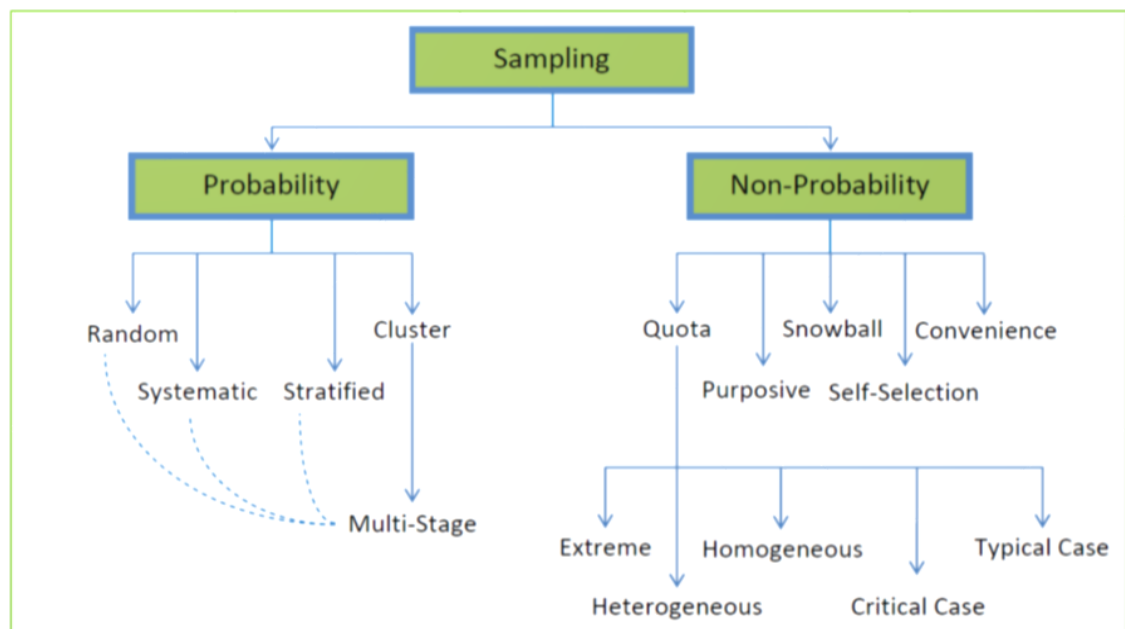 Sampling
Probability
Non-Probability
Random
Cluster
Quota
Snowball
Convenience
Systematic
Stratified
Purposive
Self-Selection
Multi-Stage
Extreme
Homogeneous
Typical Case
Heterogeneous
Critical Case